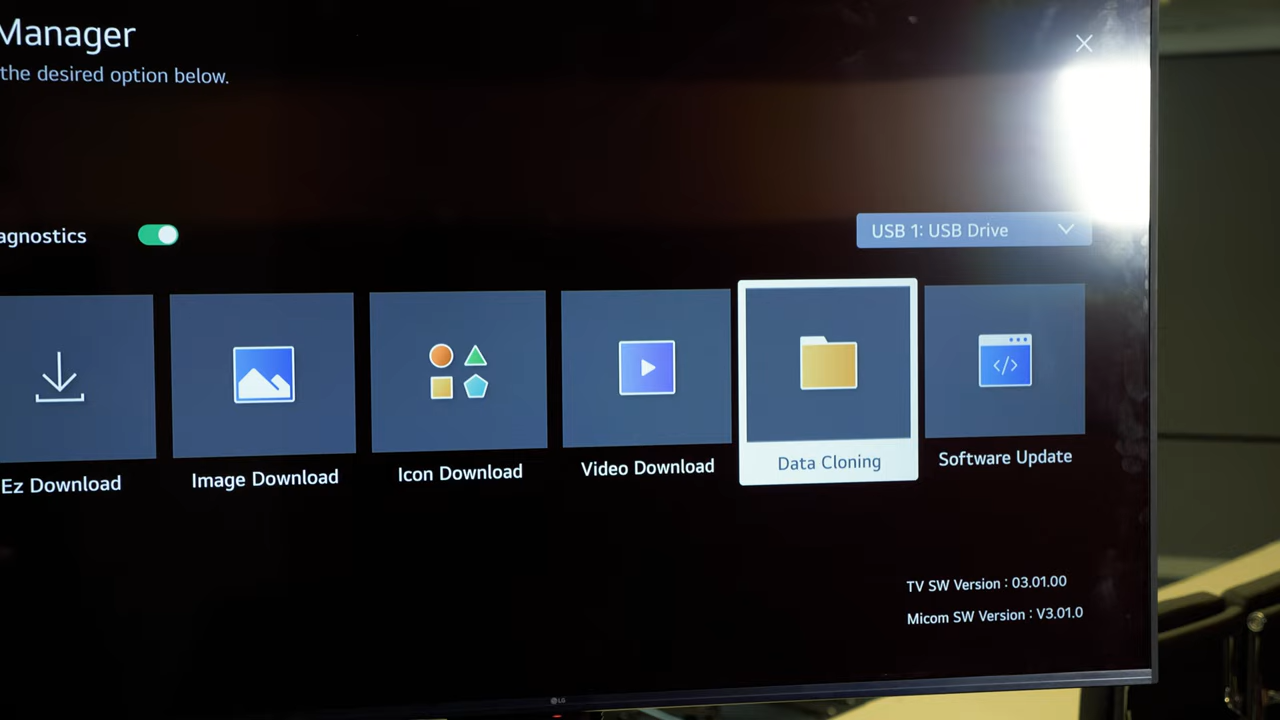 Manager
the desired option below.
agnostics
USB 1: USB Drive
</>
Ez Download
Image Download
Icon Download
Video Download
Data Cloning
Software Update
TV SW Version : 03.01.00
Micom SW Version : V3.01.0
LG